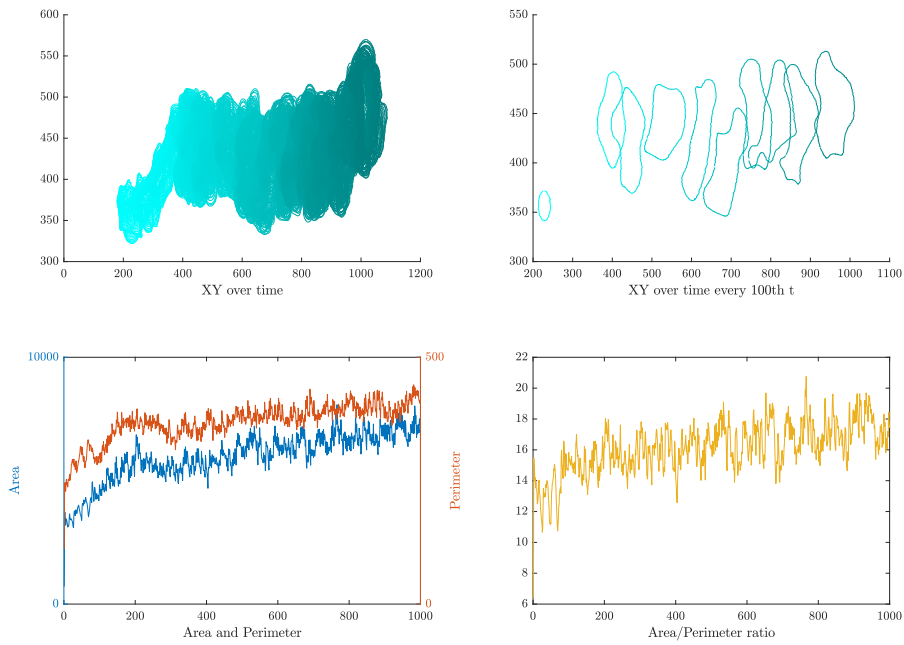 600
550
500
450
400
350
300
0 200 400 600 800 1000 1200
XY over time
550
500
450
400
350
300
200 300 400 500 600 700 800 900 1000 1100
XY over time every 100th t
10000
0
Area
500
0
Perimeter
0 200 400 600 800 1000
Area and Perimeter
22
20
18
16
14
12
10
8
6
0 200 400 600 800 1000
Area/Perimeter ratio